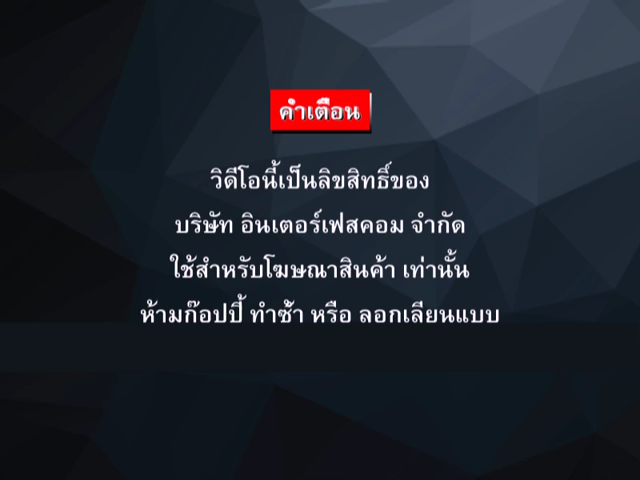 คำเตือน
วิดีโอนี้เป็นลิขสิทธิ์ของ
บริษัท อินเตอร์เฟสคอม จำกัด
ใช้สำหรับโฆษณาสินค้า เท่านั้น
ห้ามก๊อปปี้ ทำซ้ำ หรือ ลอกเลียนแบบ